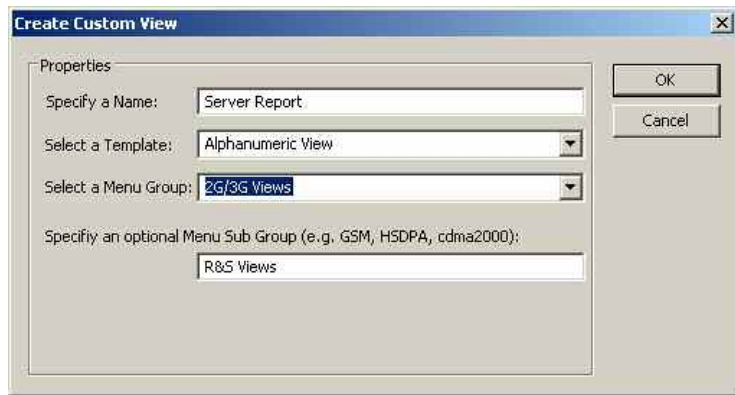 Create Custom View
Properties
OK
Specify a Name: Server Report
Cancel
Select a Template: Alphanumeric View
Select a Menu Group: 2G/3G Views
Specifiy an optional Menu Sub Group (e.g. GSM, HSDPA, cdma2000):
R&S Views